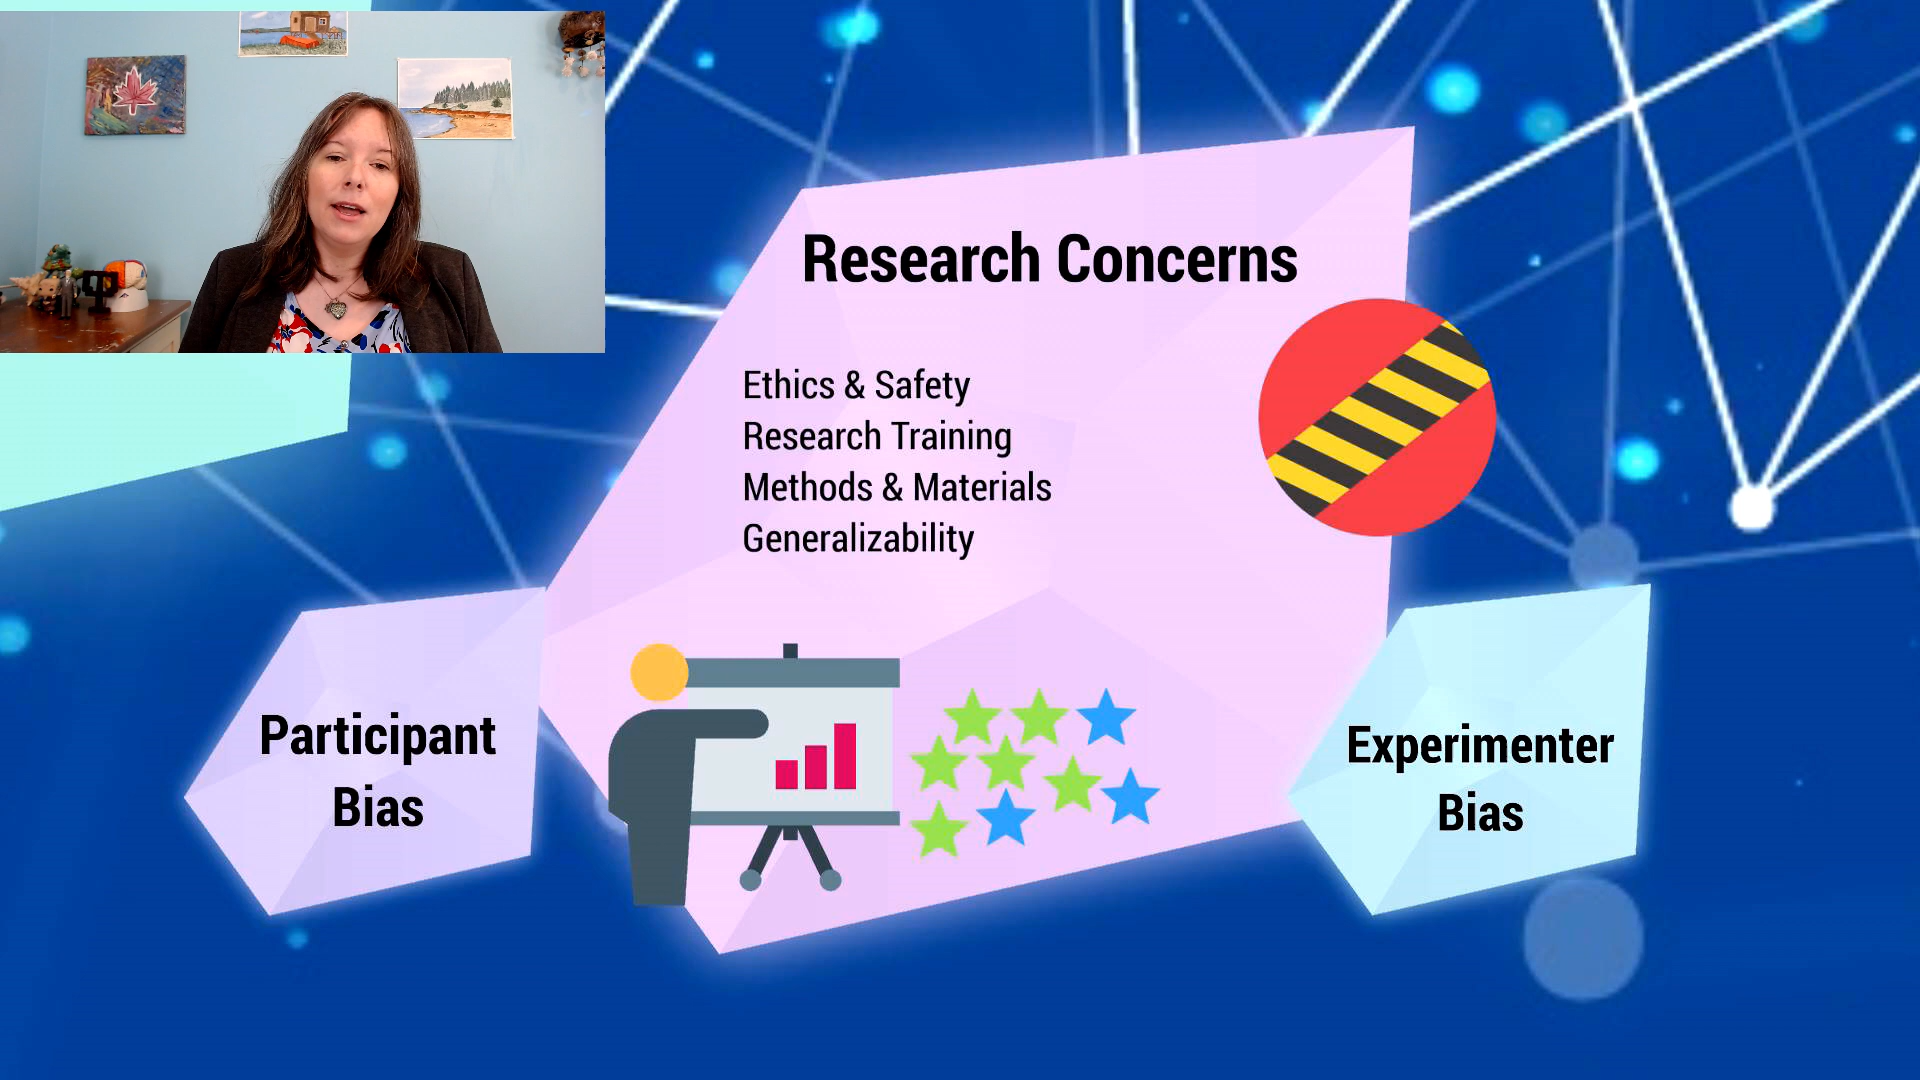 Research Concerns
Ethics & Safety
Research Training
Methods & Materials
Generalizability
Participant
Bias
Experimenter
Bias